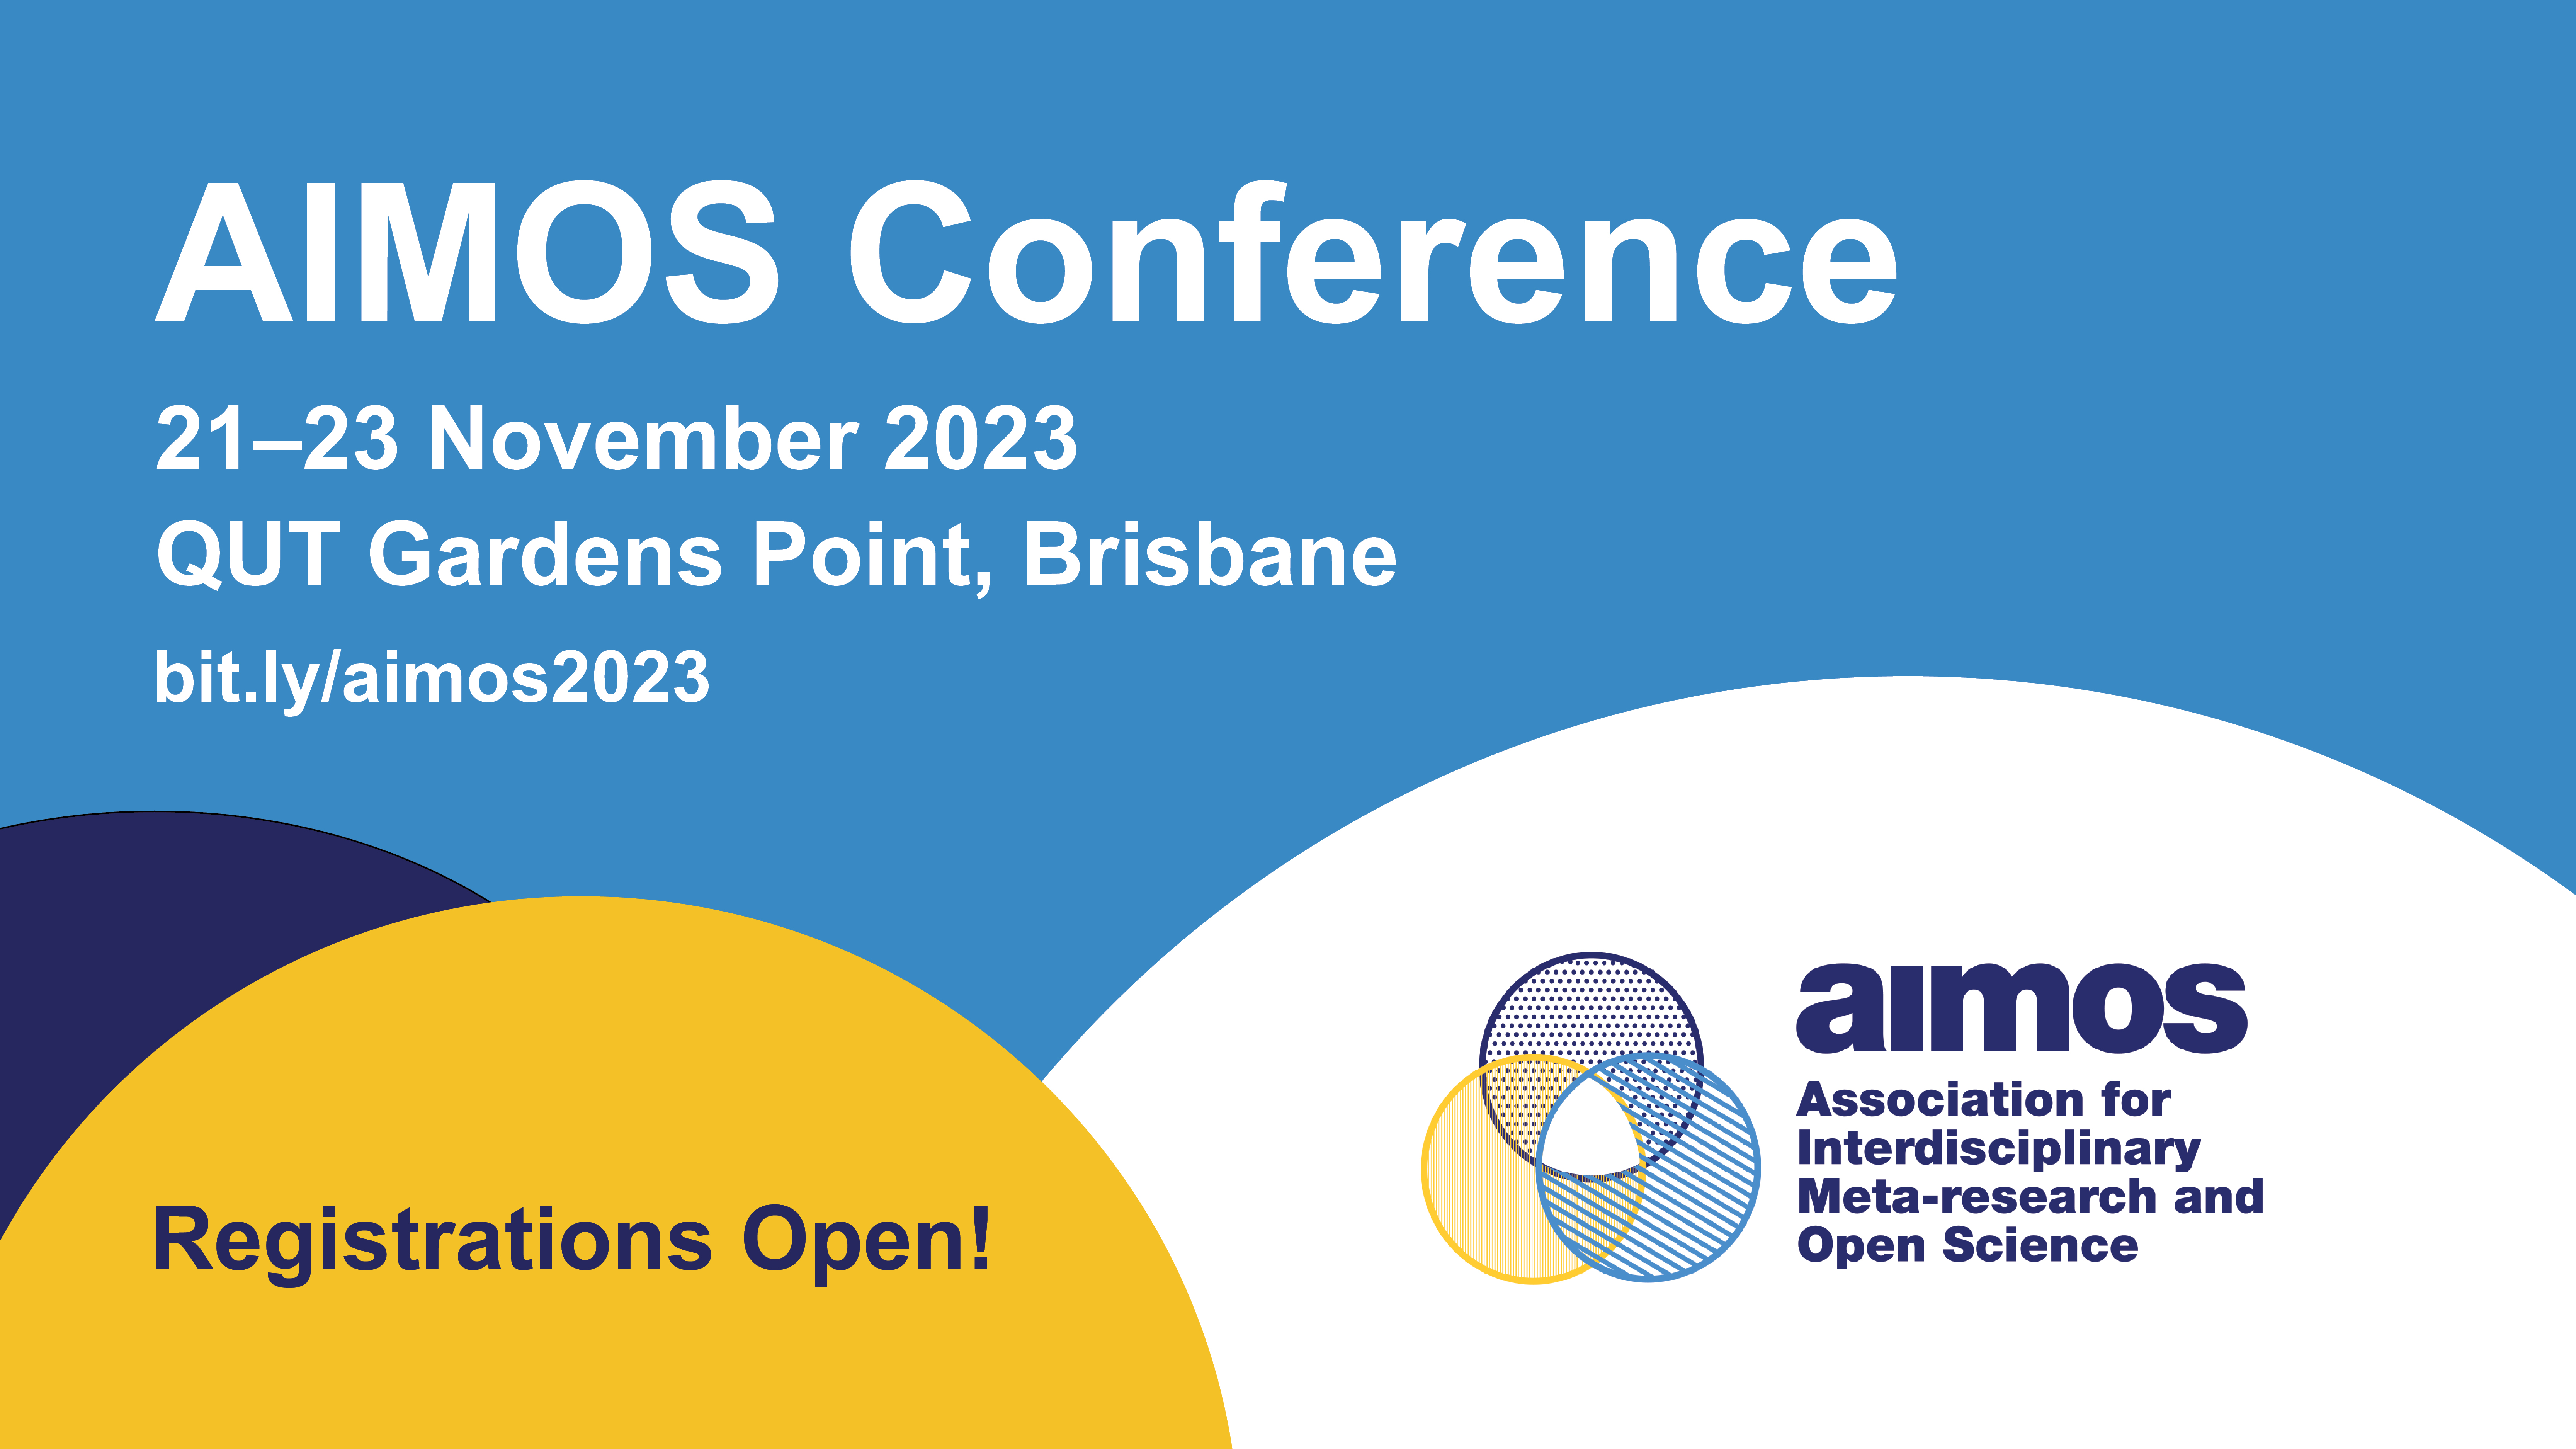 AIMOS Conference
21–23 November 2023
QUT Gardens Point, Brisbane
bit.ly/aimos2023
Registrations Open!
aimos
Association for
Interdisciplinary
Meta-research and
Open Science